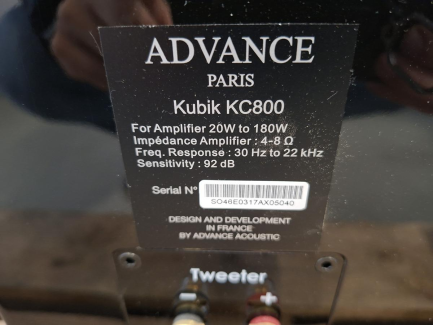 ADVANCE
PARIS
Kubik KC800
For Amplifier 20W to 180W
Impédance Amplifier : 4-8 Ω
Freq. Response : 30 Hz to 22 kHz
Sensitivity : 92 dB
Serial N°
SO46E0317AX05040
DESIGN AND DEVELOPMENT
IN FRANCE
BY ADVANCE ACOUSTIC
Tweeter
- +